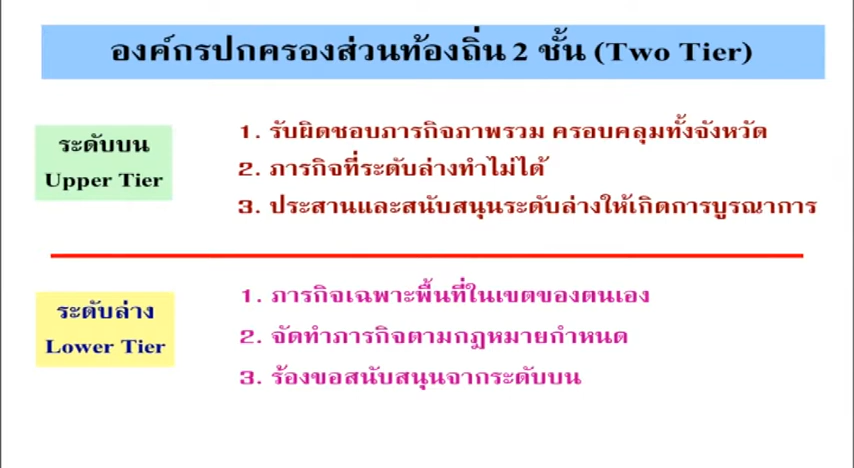 องค์กรปกครองส่วนท้องถิ่น 2 ชั้น (Two Tier)
ระดับบน
Upper Tier
1. รับผิดชอบภารกิจภาพรวม ครอบคลุมทั้งจังหวัด
2. ภารกิจที่ระดับล่างทำไม่ได้
3. ประสานและสนับสนุนระดับล่างให้เกิดการบูรณาการ
ระดับล่าง
Lower Tier
1. ภารกิจเฉพาะพื้นที่ในเขตของตนเอง
2. จัดทำภารกิจตามกฎหมายกำหนด
3. ร้องขอสนับสนุนจากระดับบน